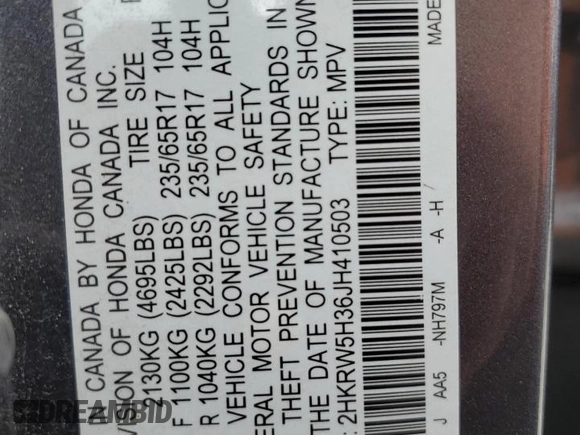 CANADA BY HONDA OF CANADA
SION OF HONDA CANADA INC.
2130KG (4695LBS) TIRE SIZE
F 1100KG (2425LBS) 235/65R17 104H
R 1040KG (2292LBS) 235/65R17 104H
VEHICLE CONFORMS TO ALL APPLIC
ERAL MOTOR VEHICLE SAFETY
THEFT PREVENTION STANDARDS IN
THE DATE OF MANUFACTURE SHOWN
: 2HKRW5H36JH410503 TYPE: MPV
J AA5 -NH797M -A -H/ MADE
DREAMBID